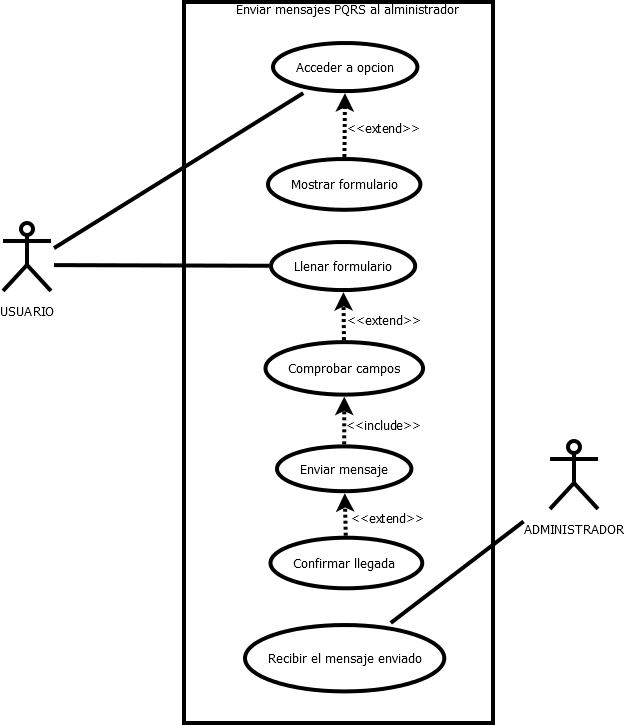 Enviar mensajes PQRS al alministrador
Acceder a opcion
<<extend>>
Mostrar formulario
Llenar formulario
USUARIO
<<extend>>
Comprobar campos
<<include>>
Enviar mensaje
<<extend>>
ADMINISTRADOR
Confirmar llegada
Recibir el mensaje enviado